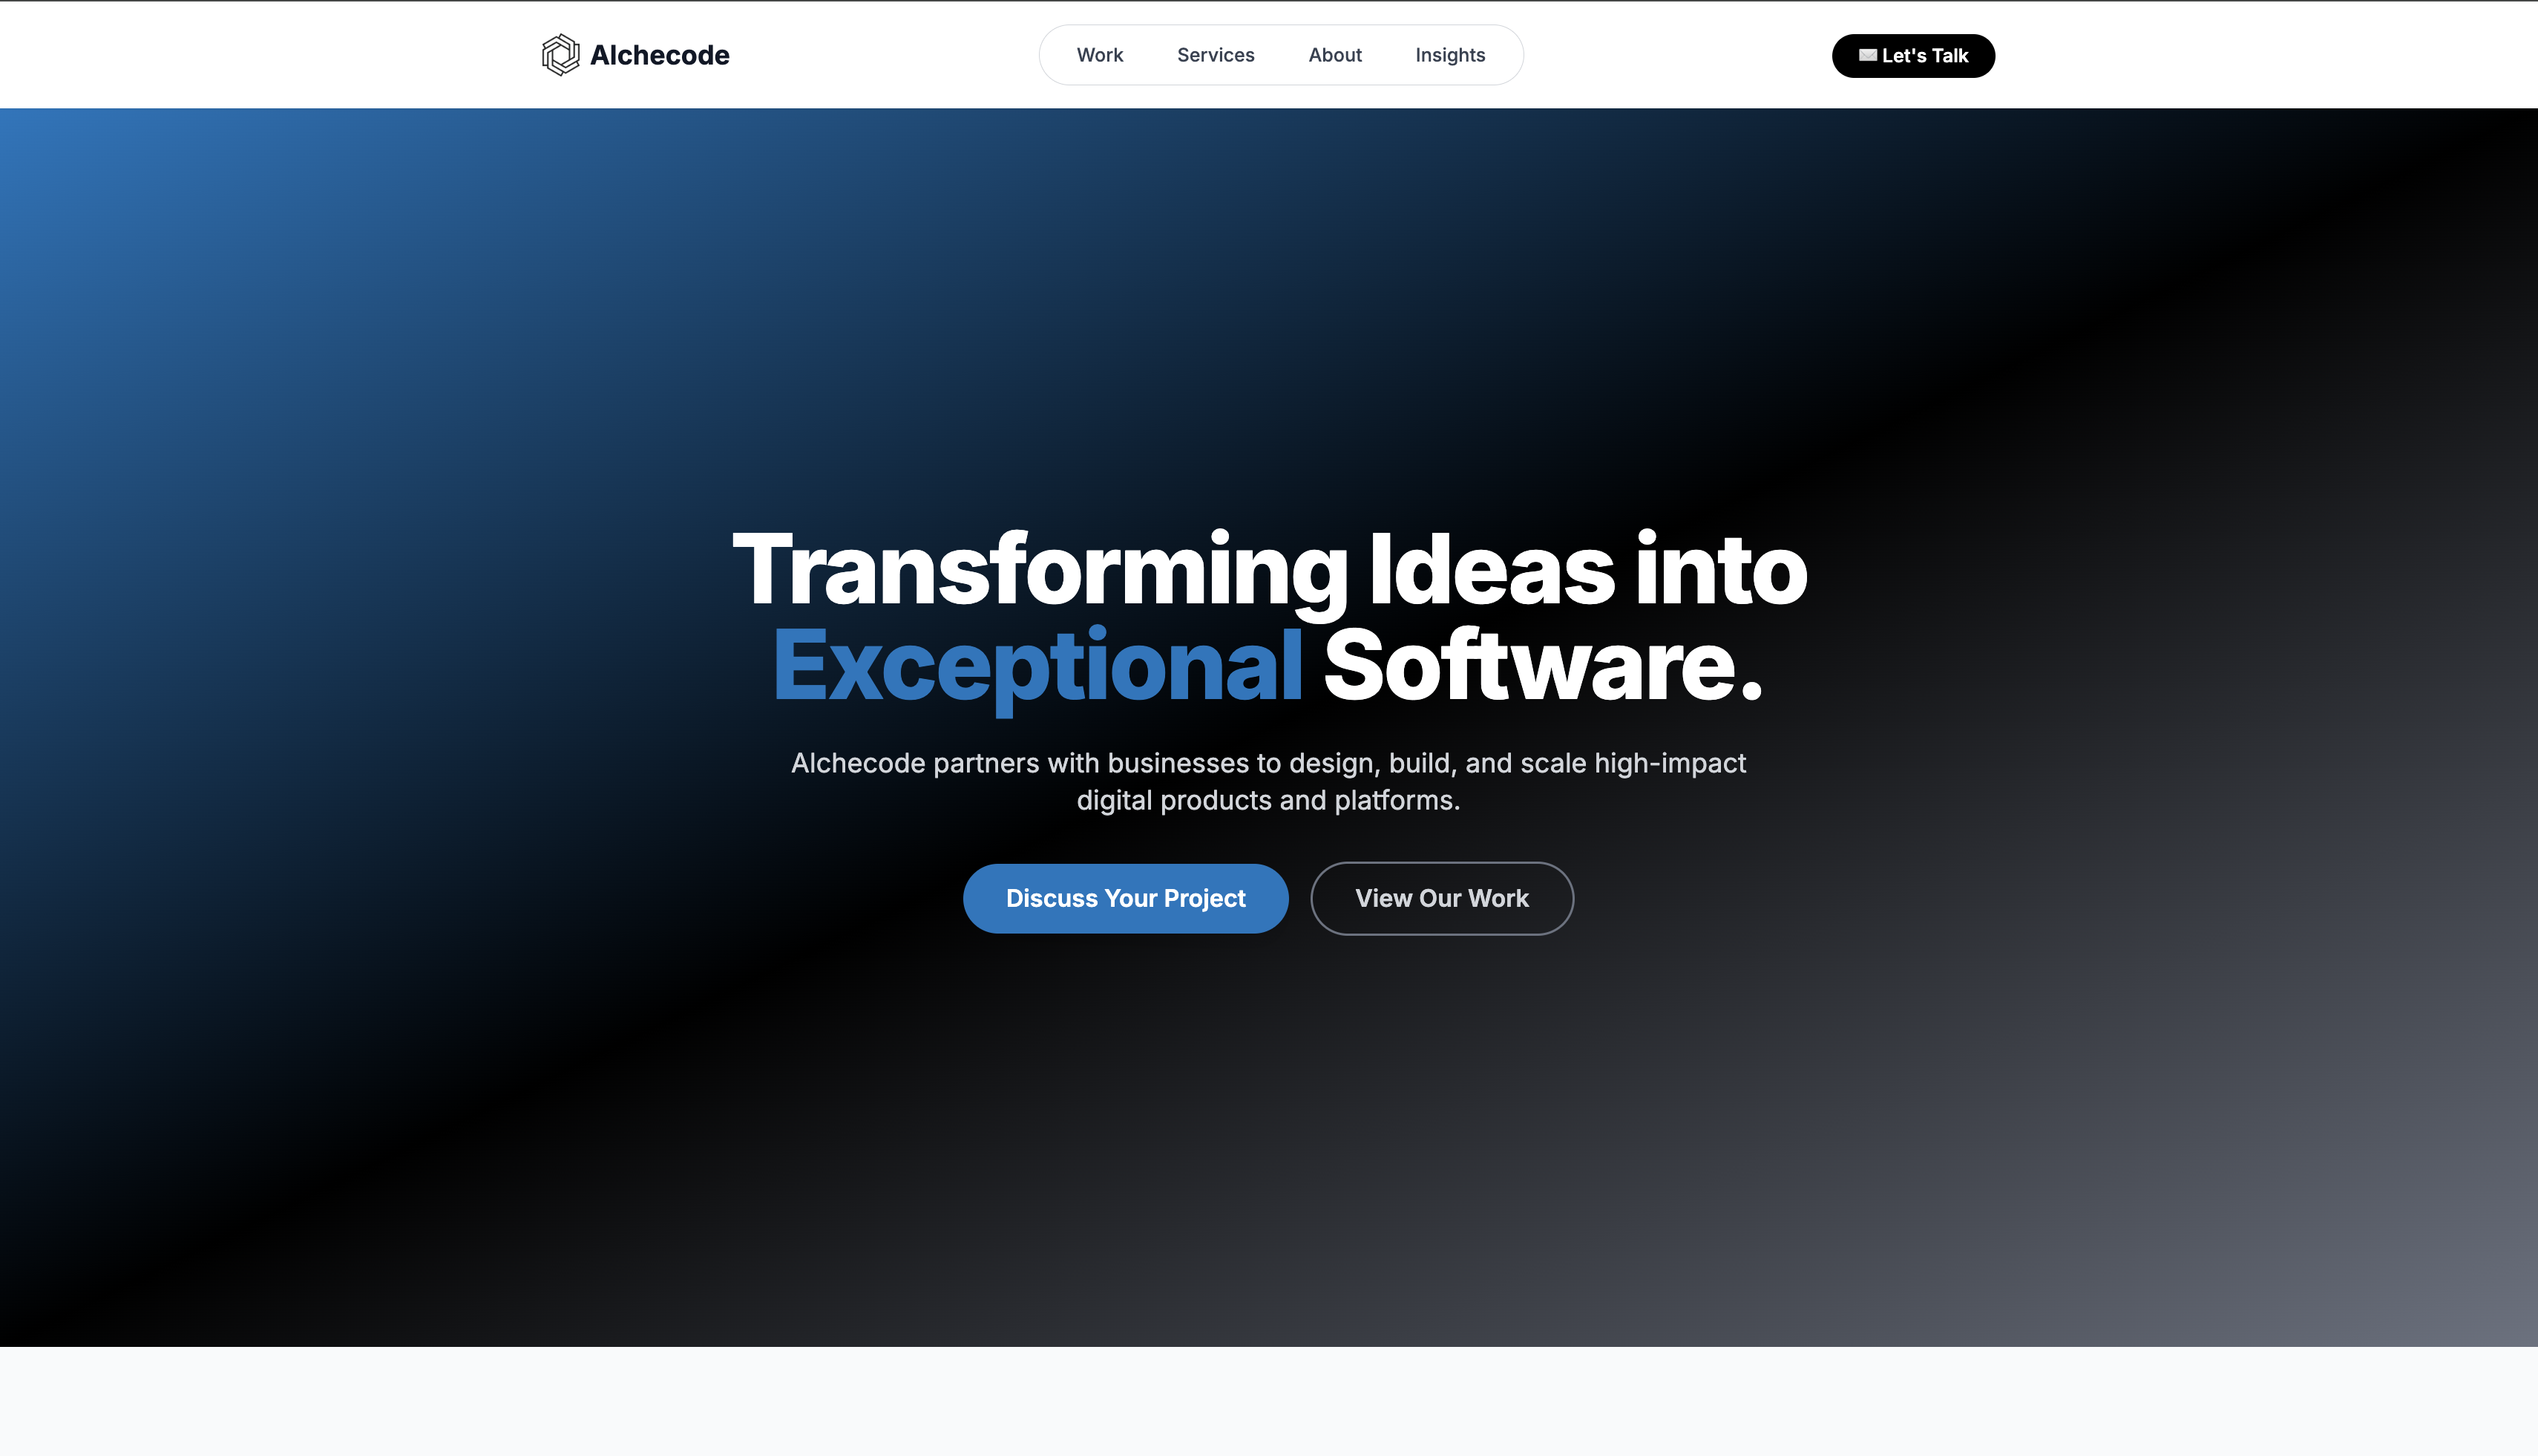 Alchecode
Work
Services
About
Insights
✉️ Let's Talk
Transforming Ideas into
Exceptional Software.
Alchecode partners with businesses to design, build, and scale high-impact
digital products and platforms.
Discuss Your Project
View Our Work